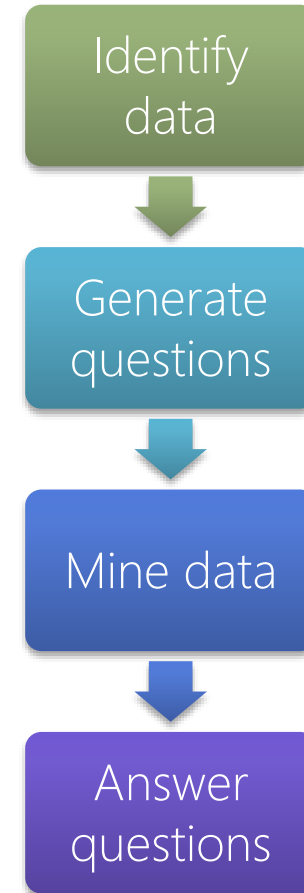 Identify
data
Generate
questions
Mine data
Answer
questions